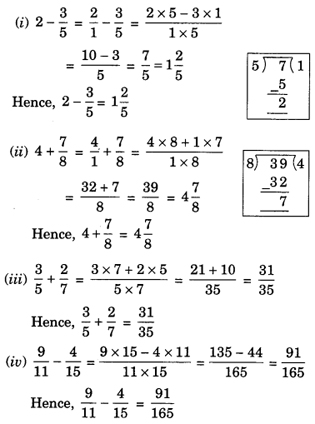 (i) 2 − 3/5 = 2/1 − 3/5 = (2 × 5 − 3 × 1)/(1 × 5)
= (10 − 3)/5 = 7/5 = 1 2/5
Hence, 2 − 3/5 = 1 2/5
5) 7 (1
−5
2
(ii) 4 + 7/8 = 4/1 + 7/8 = (4 × 8 + 1 × 7)/(1 × 8)
= (32 + 7)/8 = 39/8 = 4 7/8
Hence, 4 + 7/8 = 4 7/8
8) 39 (4
−32
7
(iii) 3/5 + 2/7 = (3 × 7 + 2 × 5)/(5 × 7) = (21 + 10)/35 = 31/35
Hence, 3/5 + 2/7 = 31/35
(iv) 9/11 − 4/15 = (9 × 15 − 4 × 11)/(11 × 15) = (135 − 44)/165 = 91/165
Hence, 9/11 − 4/15 = 91/165